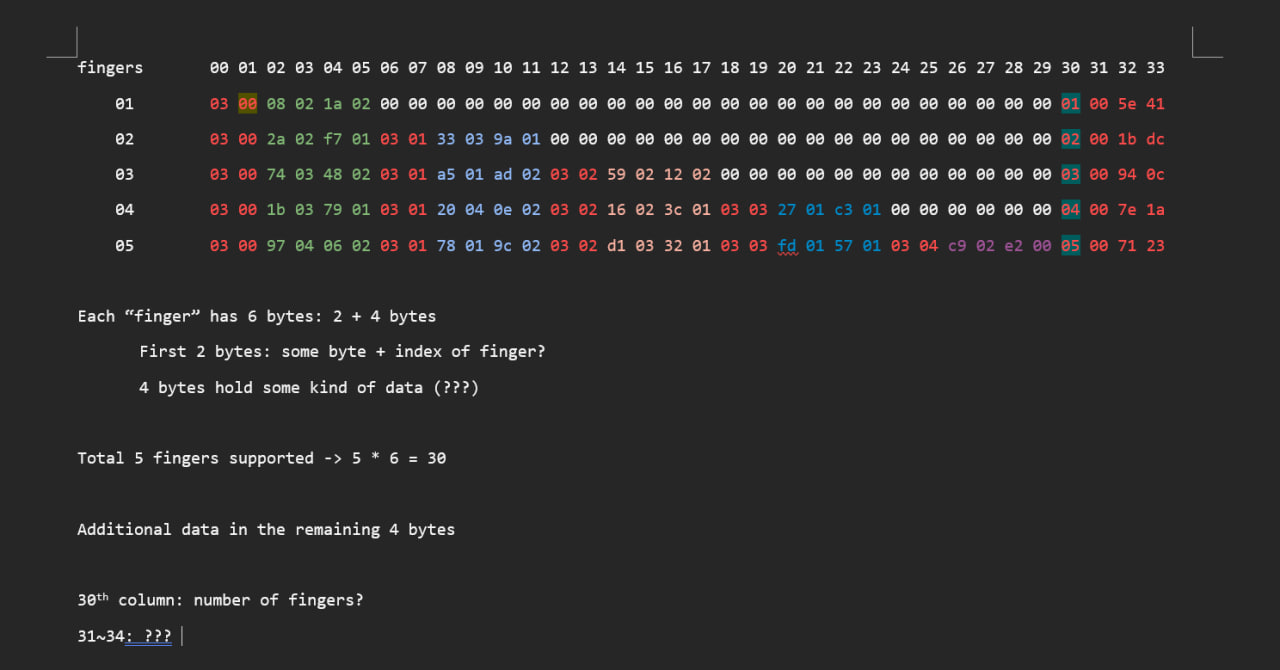 fingers 00 01 02 03 04 05 06 07 08 09 10 11 12 13 14 15 16 17 18 19 20 21 22 23 24 25 26 27 28 29 30 31 32 33
01 03 00 08 02 1a 02 00 00 00 00 00 00 00 00 00 00 00 00 00 00 00 00 00 00 00 00 00 00 00 00 01 00 5e 41
02 03 00 2a 02 f7 01 03 01 33 03 9a 01 00 00 00 00 00 00 00 00 00 00 00 00 00 00 00 00 00 00 02 00 1b dc
03 03 00 74 03 48 02 03 01 a5 01 ad 02 03 02 59 02 12 02 00 00 00 00 00 00 00 00 00 00 00 00 03 00 94 0c
04 03 00 1b 03 79 01 03 01 20 04 0e 02 03 02 16 02 3c 01 03 03 27 01 c3 01 00 00 00 00 00 00 04 00 7e 1a
05 03 00 97 04 06 02 03 01 78 01 9c 02 03 02 d1 03 32 01 03 03 fd 01 57 01 03 04 c9 02 e2 00 05 00 71 23
Each “finger” has 6 bytes: 2 + 4 bytes
First 2 bytes: some byte + index of finger?
4 bytes hold some kind of data (???)
Total 5 fingers supported -> 5 * 6 = 30
Additional data in the remaining 4 bytes
30th column: number of fingers?
31~34: ???